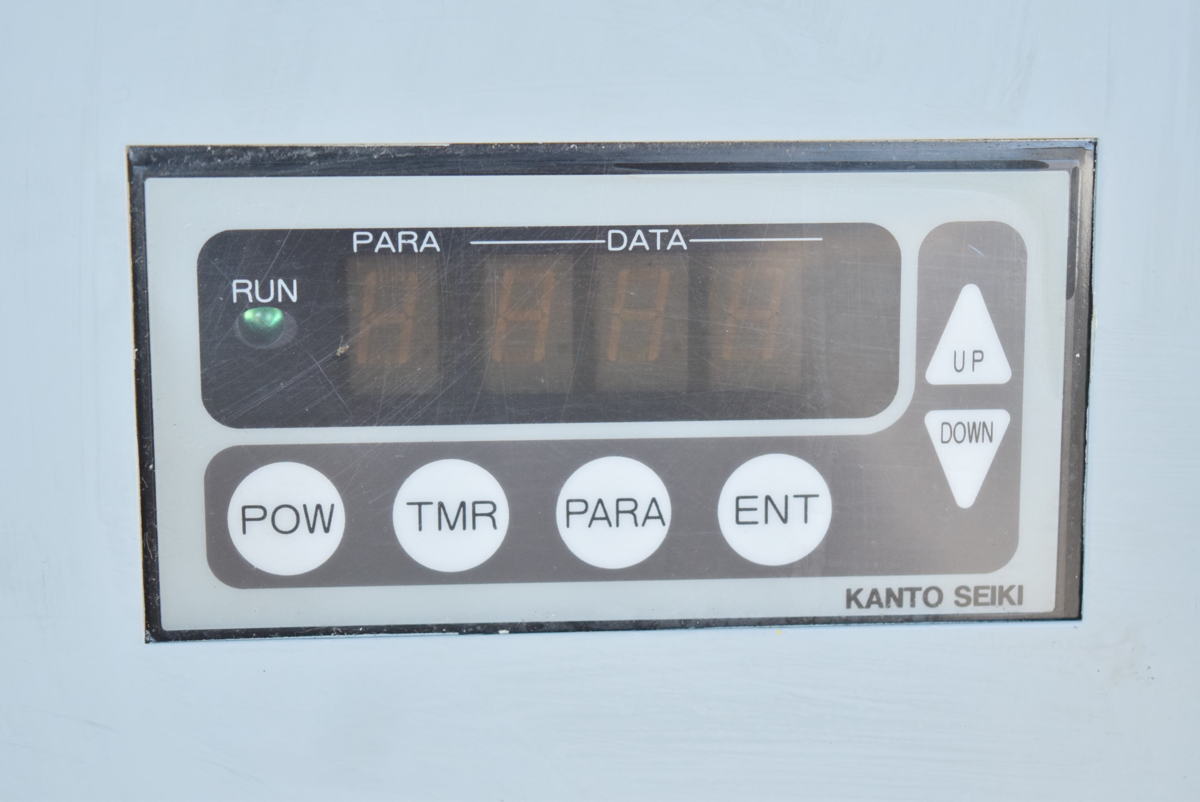 PARA DATA
RUN
UP
DOWN
POW TMR PARA ENT
KANTO SEIKI